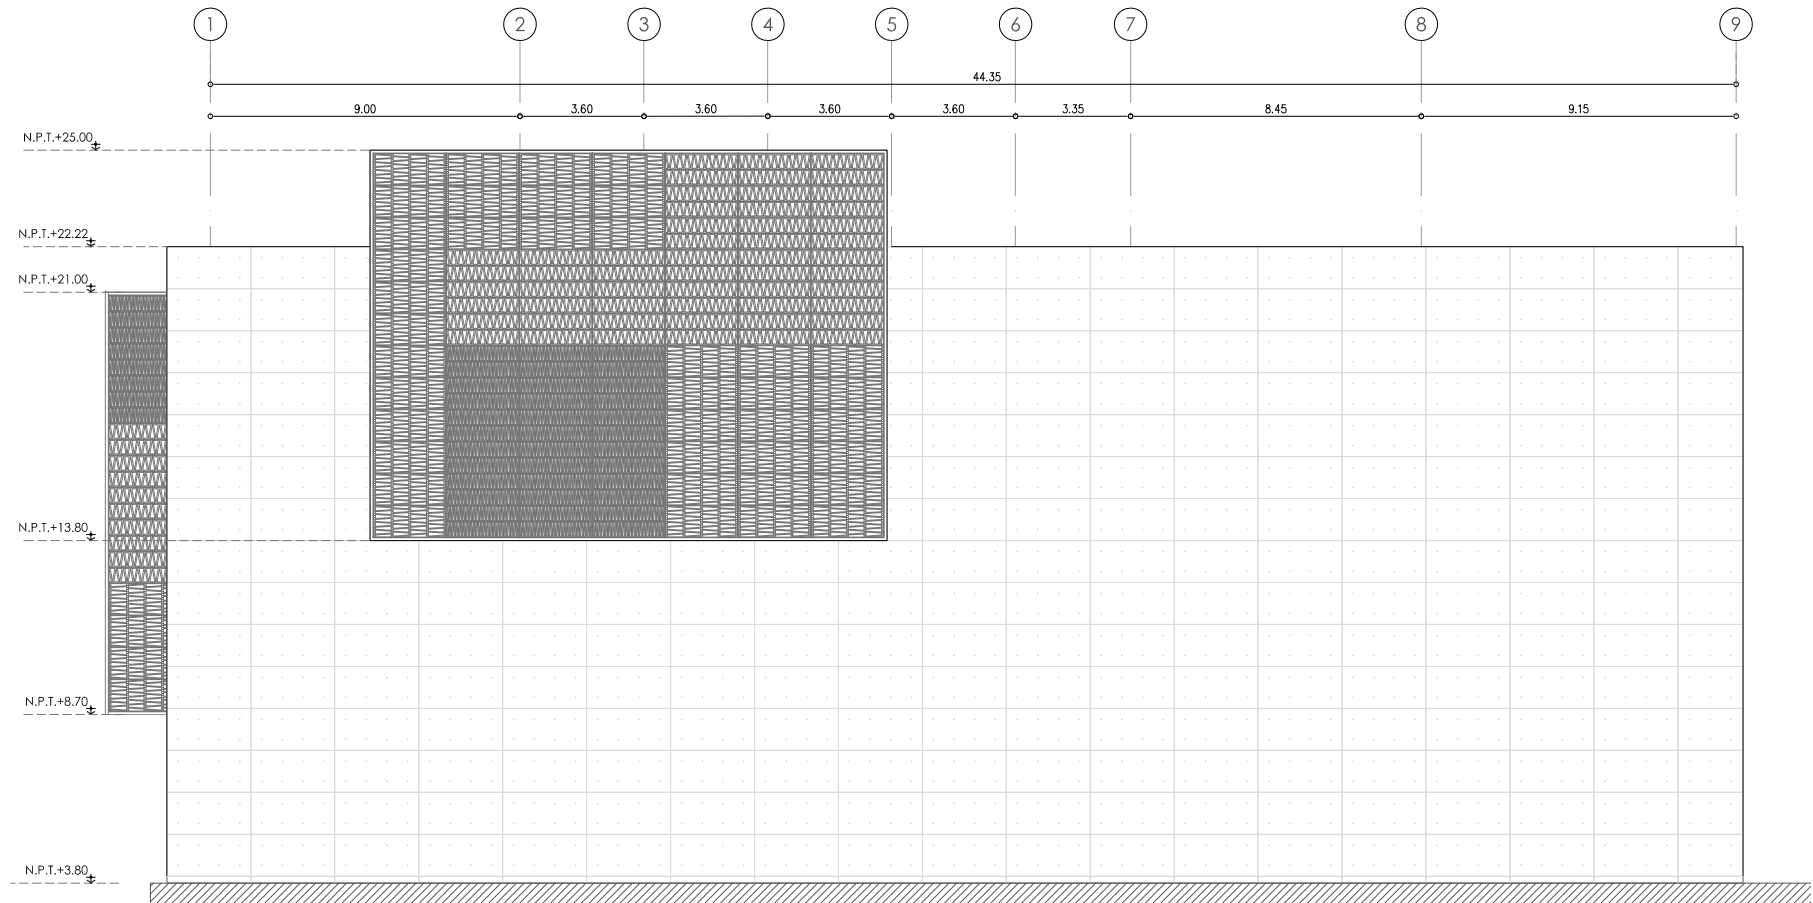 1 2 3 4 5 6 7 8 9
44.35
9.00 3.60 3.60 3.60 3.60 3.35 8.45 9.15
N.P.T.+25.00
N.P.T.+22.22
N.P.T.+21.00
N.P.T.+13.80
N.P.T.+8.70
N.P.T.+3.80